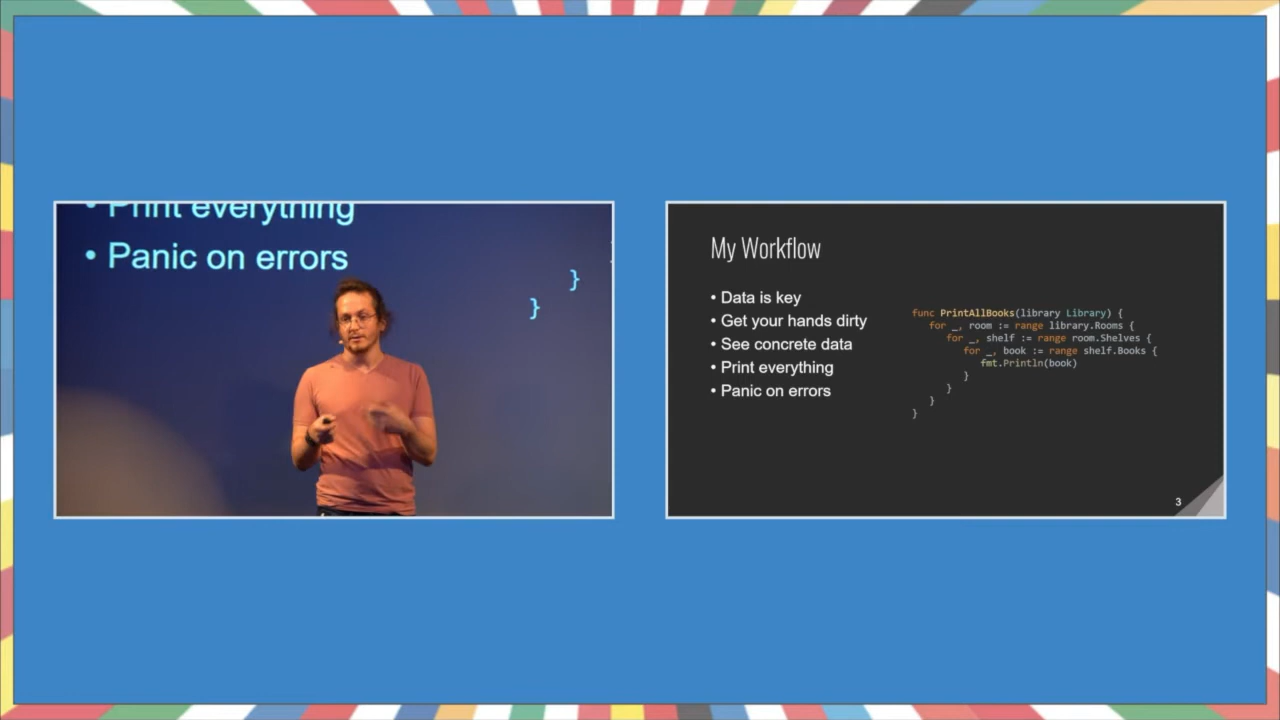 • Print everything
• Panic on errors
}
}
My Workflow
• Data is key
• Get your hands dirty
• See concrete data
• Print everything
• Panic on errors
func PrintAllBooks(library Library) {
for _, room := range library.Rooms {
for _, shelf := range room.Shelves {
for _, book := range shelf.Books {
fmt.Println(book)
}
}
}
}
3